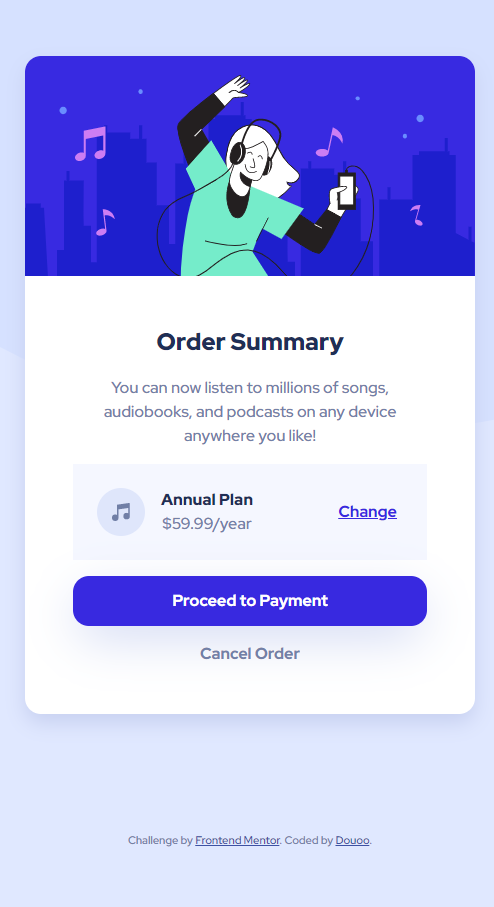 Order Summary
You can now listen to millions of songs,
audiobooks, and podcasts on any device
anywhere you like!
Annual Plan
$59.99/year
Change
Proceed to Payment
Cancel Order
Challenge by Frontend Mentor. Coded by Douoo.